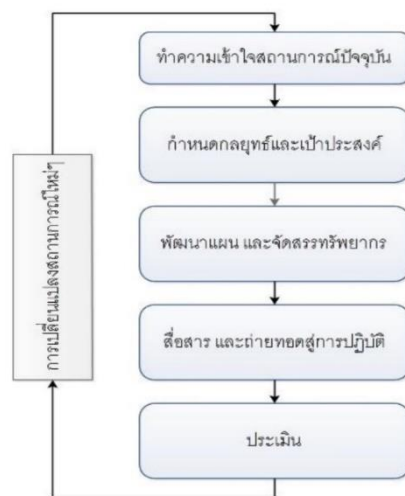 ทำความเข้าใจสถานการณ์ปัจจุบัน
กำหนดกลยุทธ์และเป้าประสงค์
พัฒนาแผน และจัดสรรทรัพยากร
สื่อสาร และถ่ายทอดสู่การปฏิบัติ
ประเมิน
การเปลี่ยนแปลงสถานการณ์ใหม่ๆ